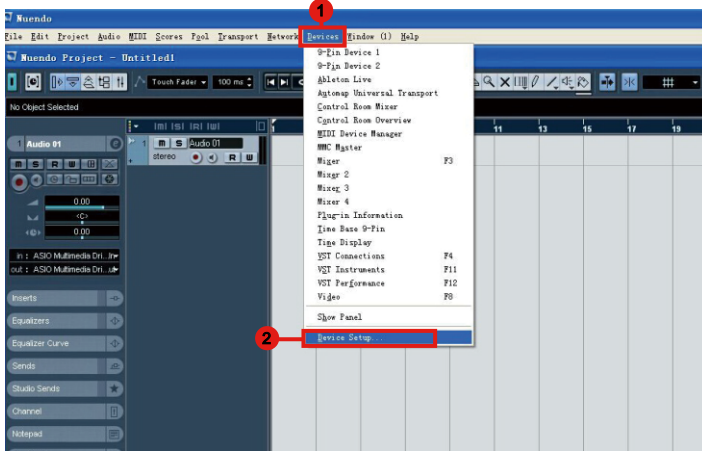 1
Nuendo
File Edit Project Audio MIDI Scores Pool Transport Network Devices Window (1) Help
Nuendo Project - Untitled1
Touch Fader 100 ms
No Object Selected
1 Audio 01
m S R W
0.00
<C>
0.00
in : ASIO Multimedia Dri...In
out : ASIO Multimedia Dri...ut
Inserts
Equalizers
Equalizer Curve
Sends
Studio Sends
Channel
Notepad
1 m S Audio 01
stereo R W
9-Pin Device 1
9-Pin Device 2
Ableton Live
Automap Universal Transport
Control Room Mixer
Control Room Overview
MIDI Device Manager
MMC Master
Mixer F3
Mixer 2
Mixer 3
Mixer 4
Plug-in Information
Time Base 9-Pin
Time Display
VST Connections F4
VST Instruments F11
VST Performance F12
Video F8
Show Panel
2
Device Setup...
1 11 13 15 17 19